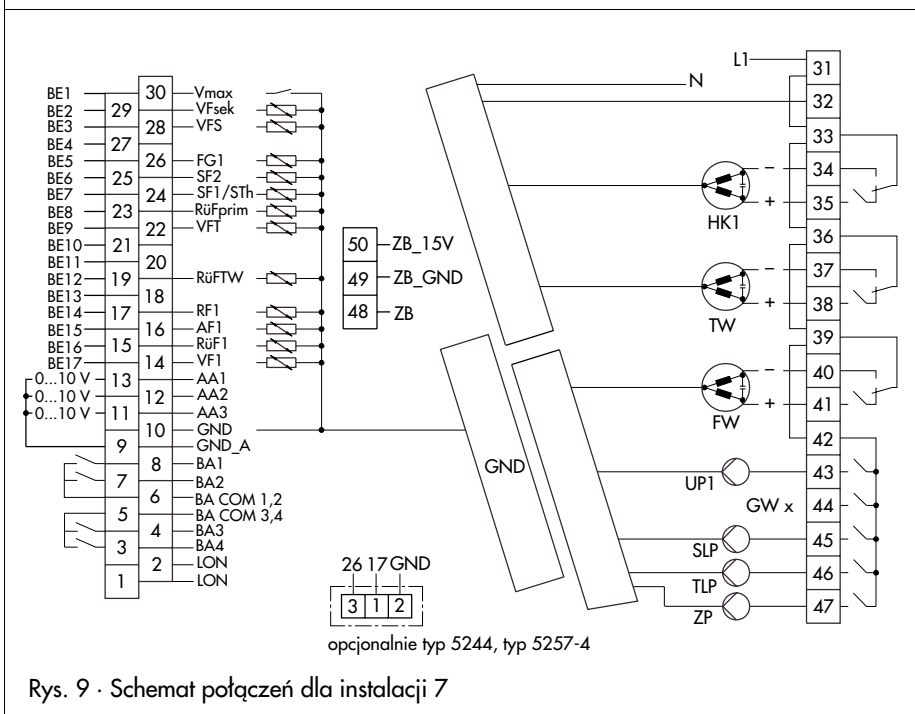 BE1 30 Vmax
BE2 29 VFsek
BE3 28 VFS
BE4 27
BE5 26 FG1
BE6 25 SF2
BE7 24 SF1/STh
BE8 23 RüFprim
BE9 22 VFT
BE10 21
BE11 20
BE12 19 RüFTW
BE13 18
BE14 17 RF1
BE15 16 AF1
BE16 15 RüF1
BE17 14 VF1
0...10 V 13 AA1
0...10 V 12 AA2
0...10 V 11 AA3
10 GND
9 GND_A
8 BA1
7 BA2
6 BA COM 1,2
5 BA COM 3,4
4 BA3
3 BA4
2 LON
1 LON
50 ZB_15V
49 ZB_GND
48 ZB
26 17 GND
3 1 2
opcjonalnie typ 5244, typ 5257-4
GND
L1 31
N
32
33
− 34
+ 35
HK1
36
− 37
+ 38
TW
39
− 40
+ 41
FW
42
UP1 43
GW x 44
SLP 45
TLP 46
ZP 47
Rys. 9 · Schemat połączeń dla instalacji 7